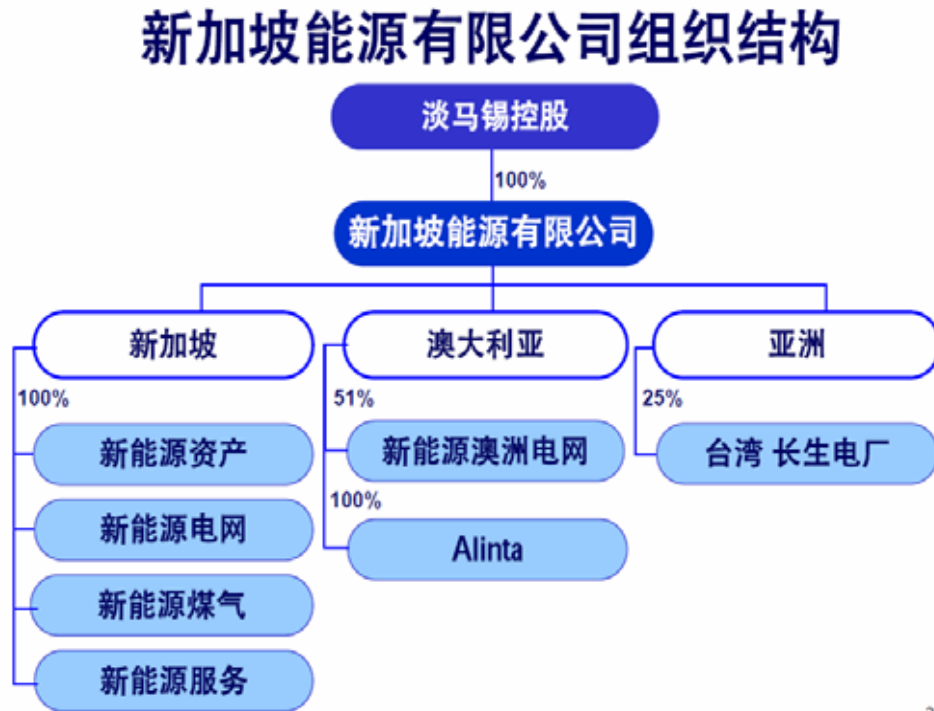 新加坡能源有限公司组织结构
淡马锡控股
100%
新加坡能源有限公司
新加坡
澳大利亚
亚洲
100%
51%
25%
新能源资产
新能源澳洲电网
台湾 长生电厂
100%
新能源电网
Alinta
新能源煤气
新能源服务